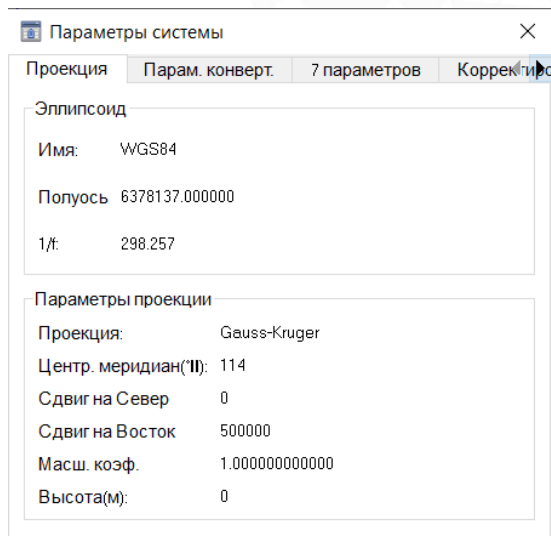 Параметры системы
Проекция Парам. конверт. 7 параметров
Эллипсоид
Имя: WGS84
Полуось 6378137.000000
1/f: 298.257
Параметры проекции
Проекция: Gauss-Kruger
Центр. меридиан(°II): 114
Сдвиг на Север 0
Сдвиг на Восток 500000
Масш. коэф. 1.000000000000
Высота(м): 0